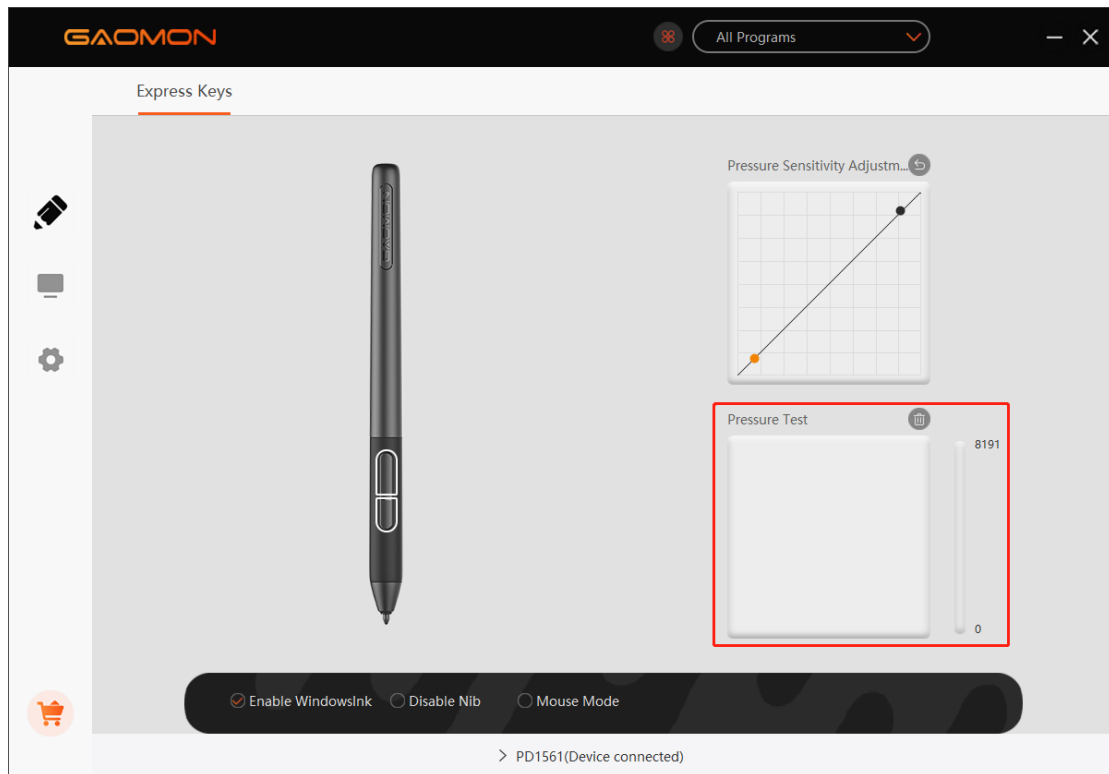 GAOMON
All Programs
Express Keys
Pressure Sensitivity Adjustm...
GAOMON
Pressure Test
8191
0
Enable WindowsInk
Disable Nib
Mouse Mode
PD1561(Device connected)